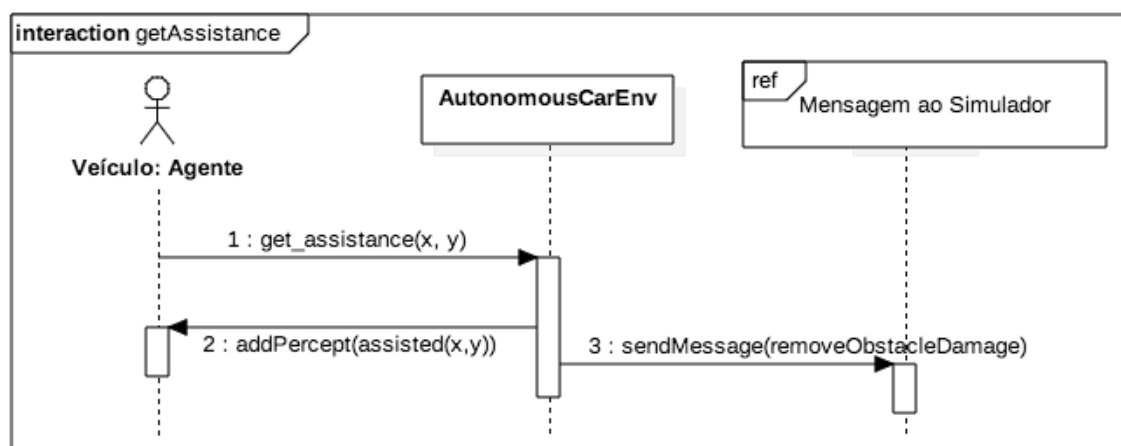 interaction getAssistance
ref
AutonomousCarEnv
Mensagem ao Simulador
Veículo: Agente
1 : get_assistance(x, y)
2 : addPercept(assisted(x,y))
3 : sendMessage(removeObstacleDamage)